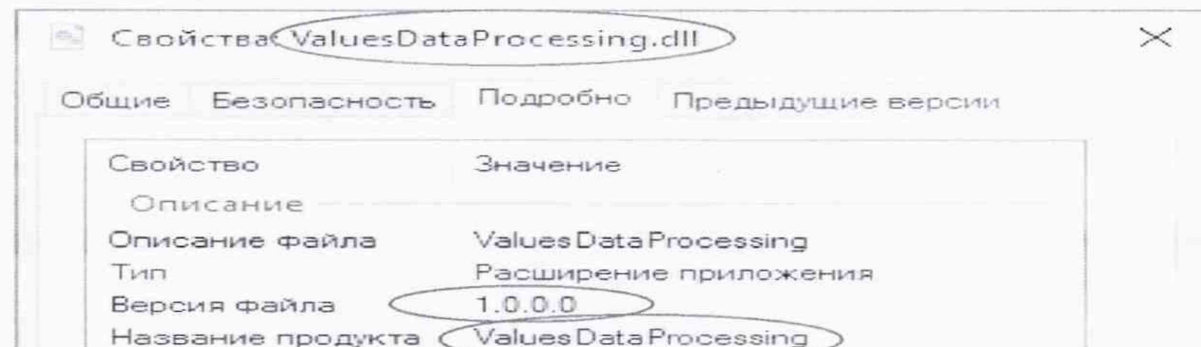 Свойства: ValuesDataProcessing.dll
Общие Безопасность Подробно Предыдущие версии
Свойство Значение
Описание
Описание файла ValuesDataProcessing
Тип Расширение приложения
Версия файла 1.0.0.0
Название продукта ValuesDataProcessing